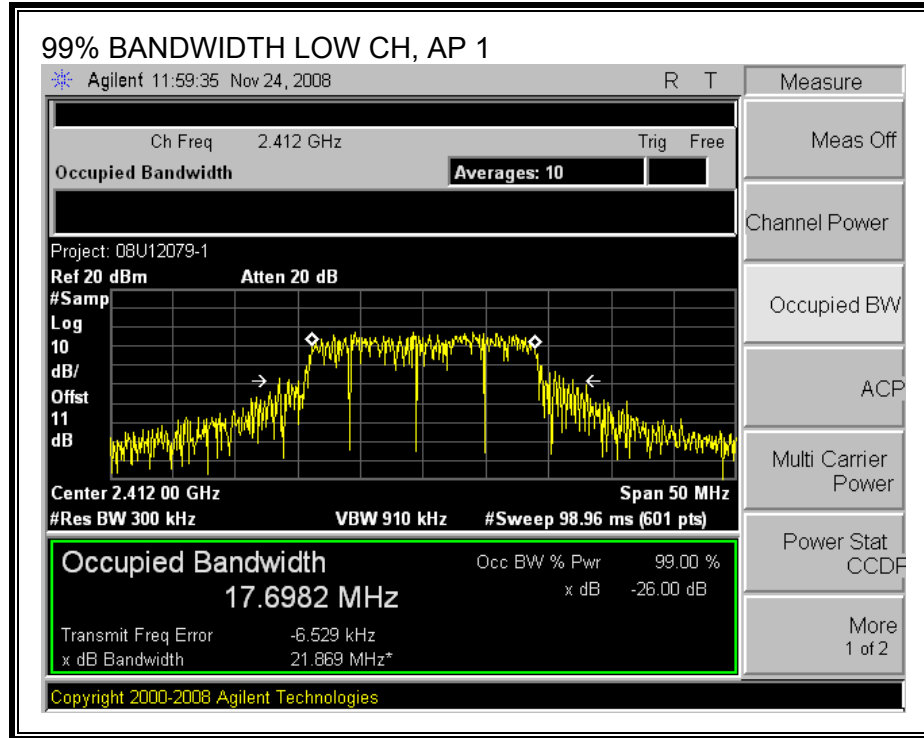 99% BANDWIDTH LOW CH, AP 1
Agilent 11:59:35 Nov 24, 2008 R T
Measure
Ch Freq 2.412 GHz Trig Free
Occupied Bandwidth Averages: 10
Project: 08U12079-1
Ref 20 dBm Atten 20 dB
#Samp
Log
10
dB/
Offst
11
dB
Center 2.412 00 GHz Span 50 MHz
#Res BW 300 kHz VBW 910 kHz #Sweep 98.96 ms (601 pts)
Occupied Bandwidth Occ BW % Pwr 99.00 %
17.6982 MHz x dB -26.00 dB
Transmit Freq Error -6.529 kHz
x dB Bandwidth 21.869 MHz*
Copyright 2000-2008 Agilent Technologies
Meas Off
Channel Power
Occupied BW
ACP
Multi Carrier
Power
Power Stat
CCDF
More
1 of 2